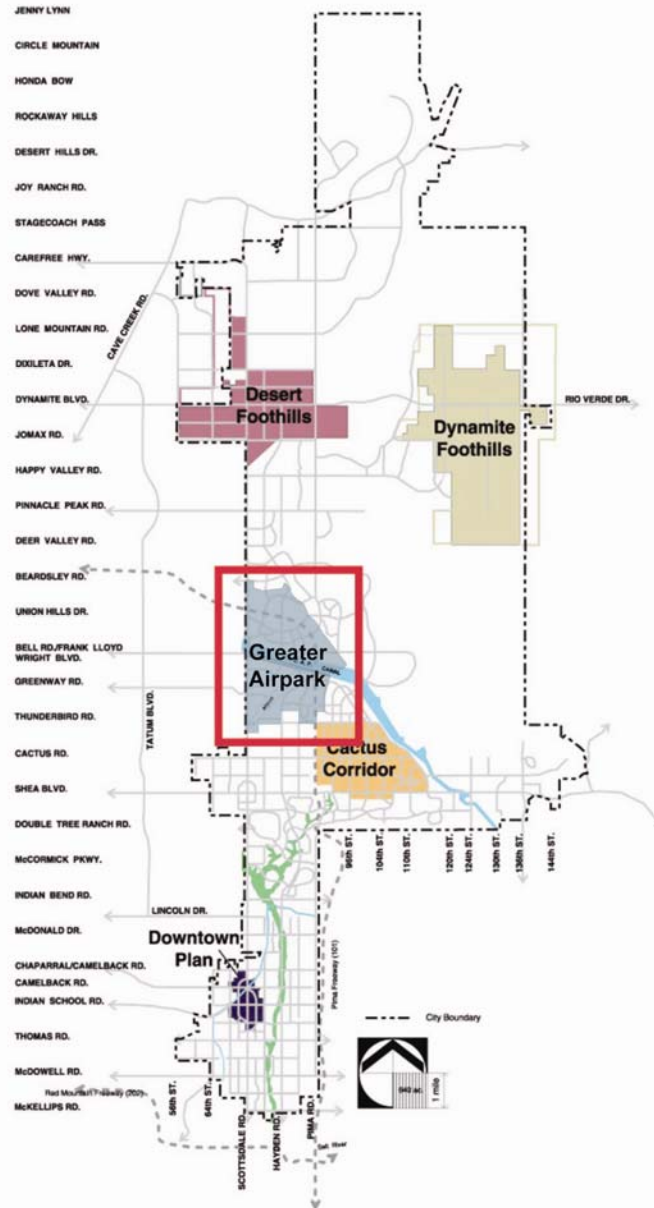 JENNY LYNN
CIRCLE MOUNTAIN
HONDA BOW
ROCKAWAY HILLS
DESERT HILLS DR.
JOY RANCH RD.
STAGECOACH PASS
CAREFREE HWY.
DOVE VALLEY RD.
CAVE CREEK RD.
LONE MOUNTAIN RD.
DIXILETA DR.
DYNAMITE BLVD.
RIO VERDE DR.
Desert
Foothills
Dynamite
Foothills
JOMAX RD.
HAPPY VALLEY RD.
PINNACLE PEAK RD.
DEER VALLEY RD.
BEARDSLEY RD.
UNION HILLS DR.
BELL RD./FRANK LLOYD
WRIGHT BLVD.
Greater
Airpark
CANAL
GREENWAY RD.
TATUM BLVD.
THUNDERBIRD RD.
CACTUS RD.
Cactus
Corridor
SHEA BLVD.
DOUBLE TREE RANCH RD.
96th ST.
104th ST.
110th ST.
120th ST.
124th ST.
130th ST.
136th ST.
144th ST.
McCORMICK PKWY.
INDIAN BEND RD.
LINCOLN DR.
McDONALD DR.
Downtown
Plan
CHAPARRAL/CAMELBACK RD.
CAMELBACK RD.
INDIAN SCHOOL RD.
Pima Freeway (101)
City Boundary
THOMAS RD.
McDOWELL RD.
640 ac.
1 mile
Red Mountain Freeway (202)
56th ST.
64th ST.
McKELLIPS RD.
SCOTTSDALE RD.
HAYDEN RD.
PIMA RD.
Salt River